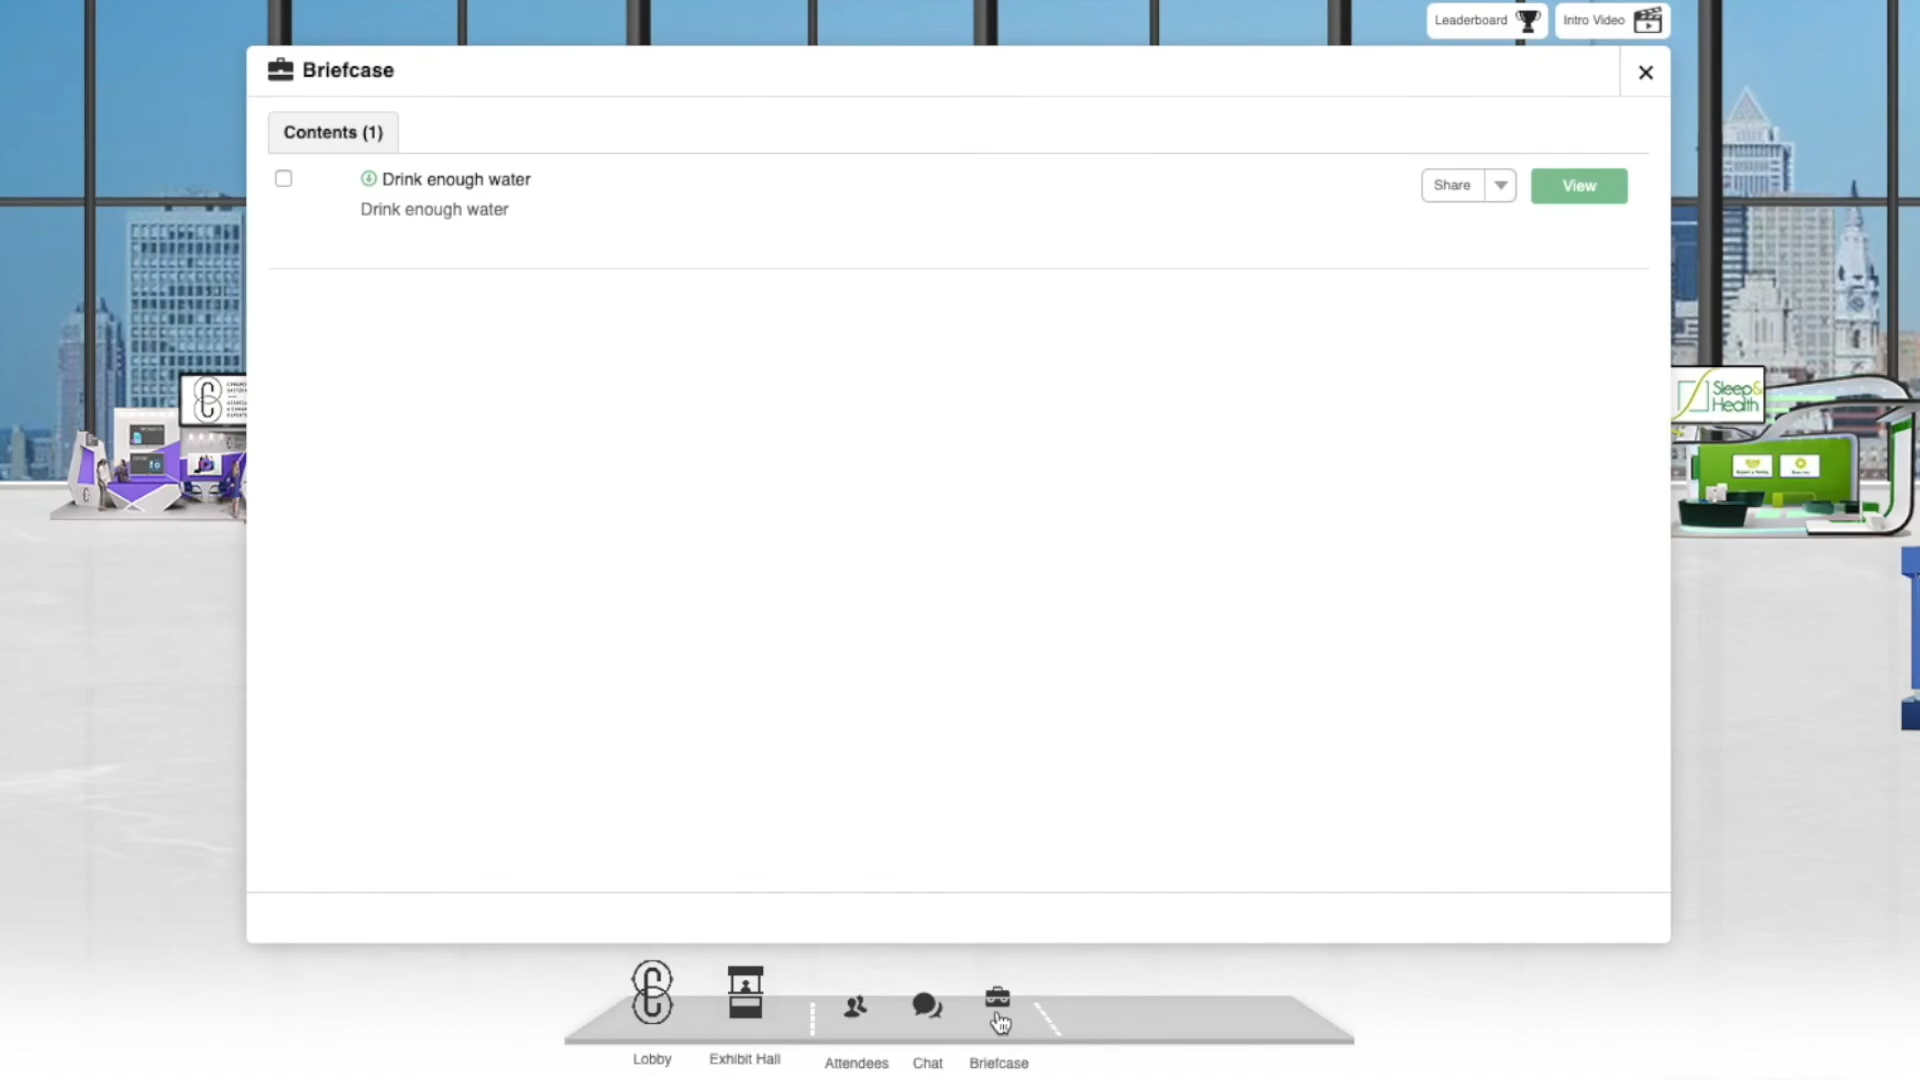 Leaderboard
Intro Video
Briefcase
Contents (1)
Drink enough water
Share
View
Drink enough water
Sleep&
Health
Lobby
Exhibit Hall
Attendees
Chat
Briefcase